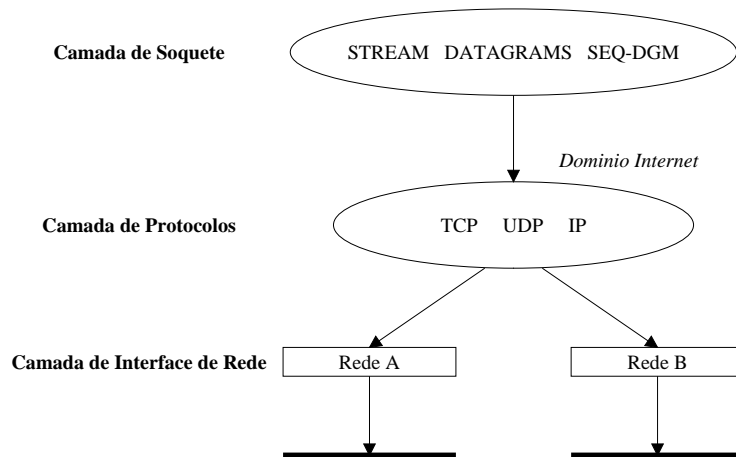 Camada de Soquete
STREAM DATAGRAMS SEQ-DGM
Dominio Internet
Camada de Protocolos
TCP UDP IP
Camada de Interface de Rede
Rede A
Rede B